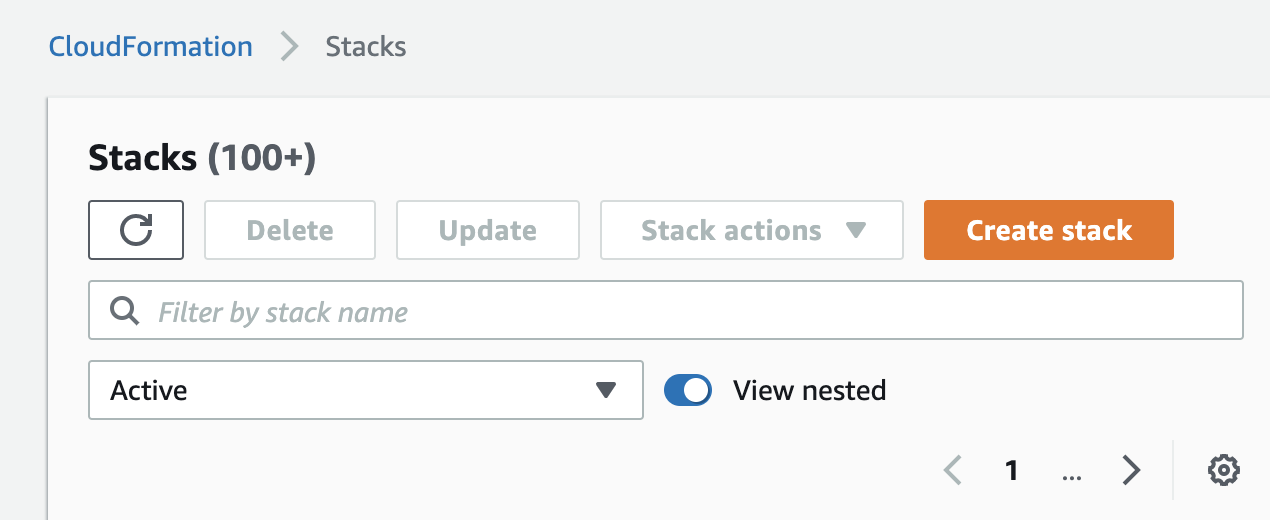 CloudFormation > Stacks
Stacks (100+)
Delete Update Stack actions Create stack
Filter by stack name
Active View nested
1 ...